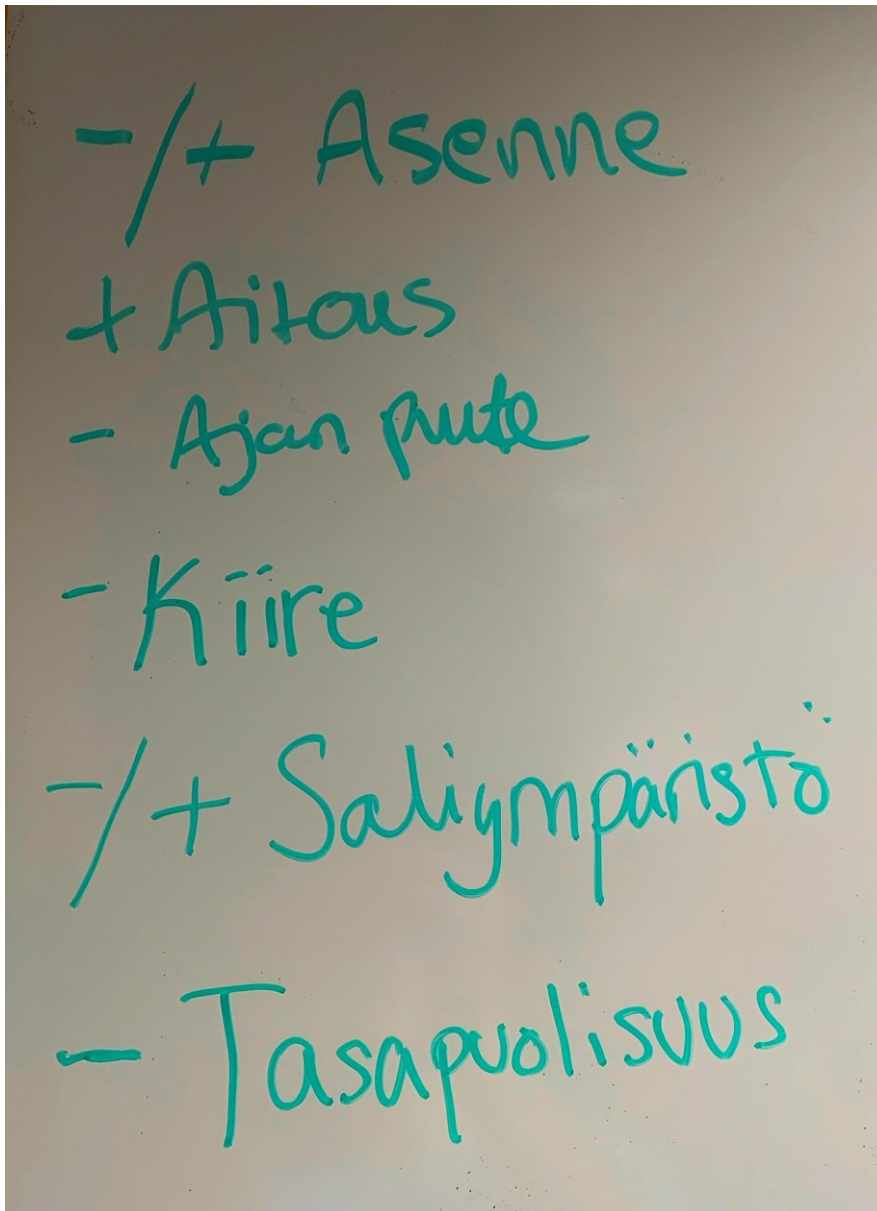 -/+ Asenne
+ Aitous
- Ajan puute
- Kiire
-/+ Saliympäristö
- Tasapuolisuus